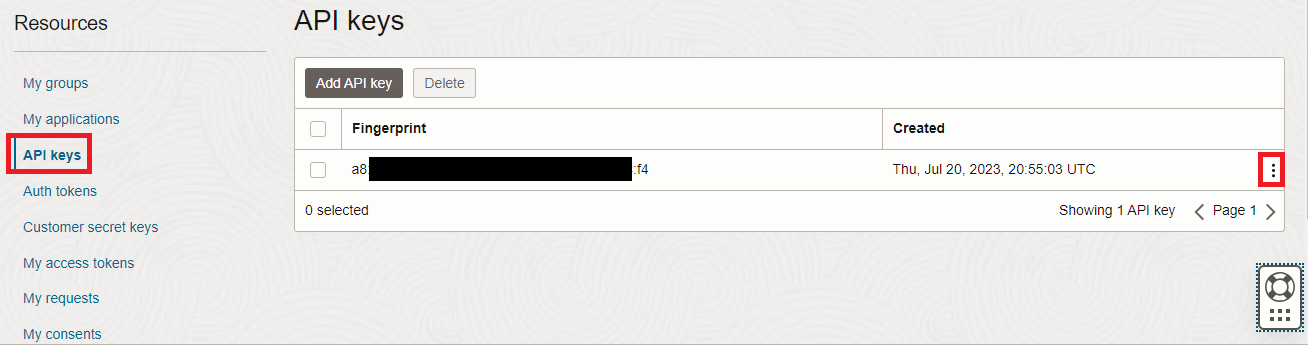 Resources
My groups
My applications
API keys
Auth tokens
Customer secret keys
My access tokens
My requests
My consents
API keys
Add API key Delete
Fingerprint Created
a8: :f4 Thu, Jul 20, 2023, 20:55:03 UTC
0 selected Showing 1 API key Page 1